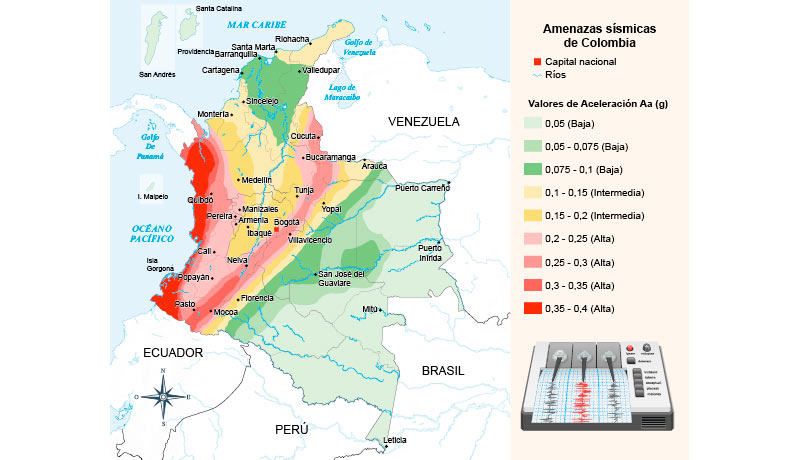 Santa Catalina
Providencia
San Andrés
MAR CARIBE
Riohacha
Santa Marta
Barranquilla
Cartagena
Valledupar
Golfo de
Venezuela
Lago de
Maracaibo
Sincelejo
Montería
VENEZUELA
Golfo
De
Panamá
Cúcuta
Bucaramanga
Arauca
I. Malpelo
Medellín
Puerto Carreño
Quibdó
Tunja
Yopal
Manizales
Pereira
Armenia
Bogotá
Ibagué
Villavicencio
OCÉANO
PACÍFICO
Cali
Puerto
Inírida
Isla
Gorgona
Neiva
Popayán
San José del
Guaviare
Florencia
Pasto
Mocoa
Mitú
ECUADOR
BRASIL
N
O
E
S
PERÚ
Leticia
Amenazas sísmicas
de Colombia
Capital nacional
Ríos
Valores de Aceleración Aa (g)
0,05 (Baja)
0,05 - 0,075 (Baja)
0,075 - 0,1 (Baja)
0,1 - 0,15 (Intermedia)
0,15 - 0,2 (Intermedia)
0,2 - 0,25 (Alta)
0,25 - 0,3 (Alta)
0,3 - 0,35 (Alta)
0,35 - 0,4 (Alta)